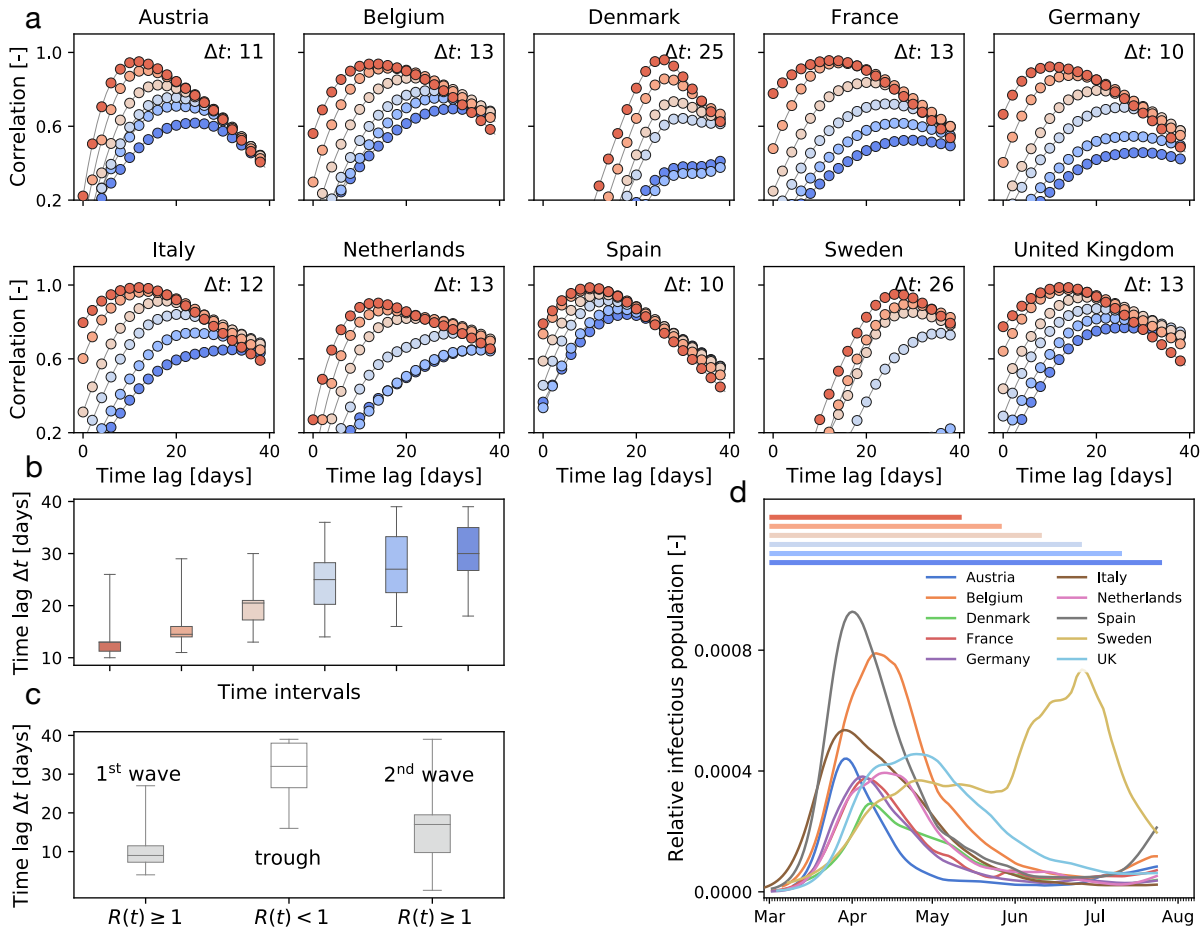 a
Austria
Belgium
Denmark
France
Germany
Correlation [-]
1.0
0.6
0.2
Δt: 11
Δt: 13
Δt: 25
Δt: 13
Δt: 10
Italy
Netherlands
Spain
Sweden
United Kingdom
Correlation [-]
1.0
0.6
0.2
Δt: 12
Δt: 13
Δt: 10
Δt: 26
Δt: 13
0 20 40
0 20 40
0 20 40
0 20 40
0 20 40
Time lag [days]
Time lag [days]
Time lag [days]
Time lag [days]
b
Time lag Δt [days]
40
30
20
10
Time intervals
c
Time lag Δt [days]
40
30
20
10
1st wave
trough
2nd wave
R(t) ≥ 1
R(t) < 1
R(t) ≥ 1
d
Relative infectious population [-]
0.0008
0.0004
0.0000
Austria
Belgium
Denmark
France
Germany
Italy
Netherlands
Spain
Sweden
UK
Mar Apr May Jun Jul Aug